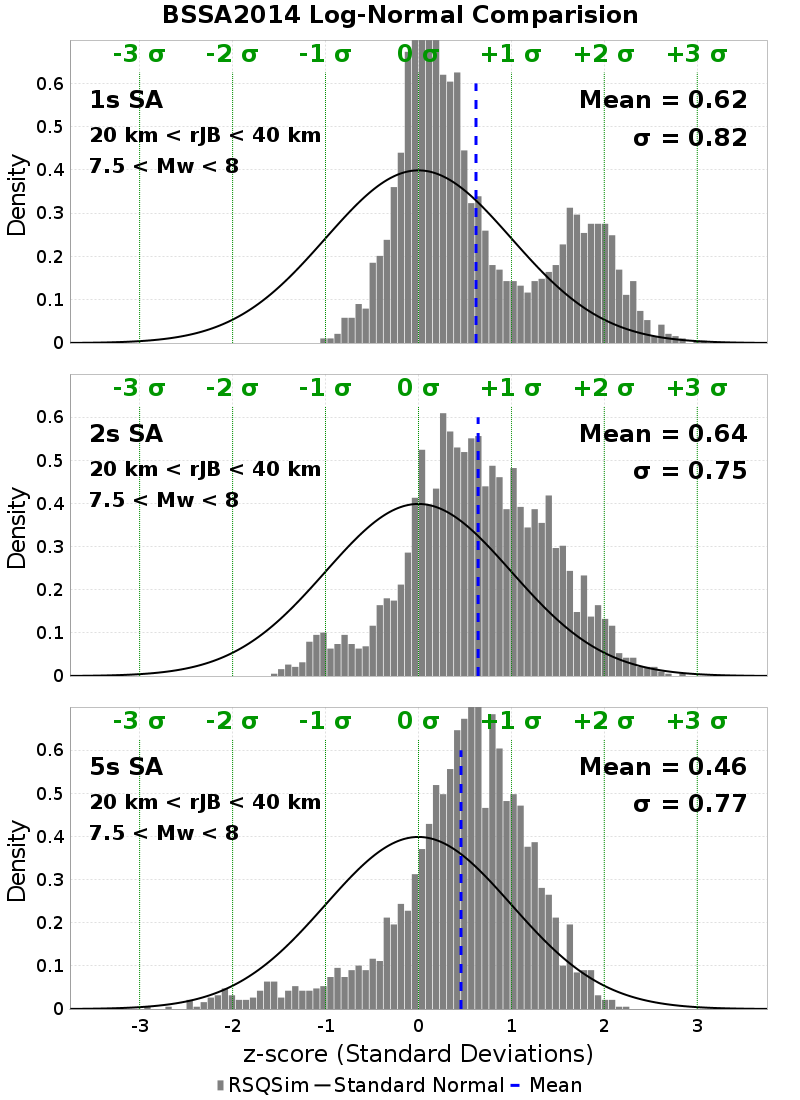 BSSA2014 Log-Normal Comparision
-3 σ -2 σ -1 σ 0 σ +1 σ +2 σ +3 σ
0.6
1s SA Mean = 0.62
0.5
20 km < rJB < 40 km σ = 0.82
7.5 < Mw < 8
0.4
0.3
0.2
0.1
0
Density
-3 σ -2 σ -1 σ 0 σ +1 σ +2 σ +3 σ
0.6
2s SA Mean = 0.64
0.5
20 km < rJB < 40 km σ = 0.75
7.5 < Mw < 8
0.4
0.3
0.2
0.1
0
Density
-3 σ -2 σ -1 σ 0 σ +1 σ +2 σ +3 σ
0.6
5s SA Mean = 0.46
0.5
20 km < rJB < 40 km σ = 0.77
7.5 < Mw < 8
0.4
0.3
0.2
0.1
0
Density
-3 -2 -1 0 1 2 3
z-score (Standard Deviations)
RSQSim Standard Normal Mean